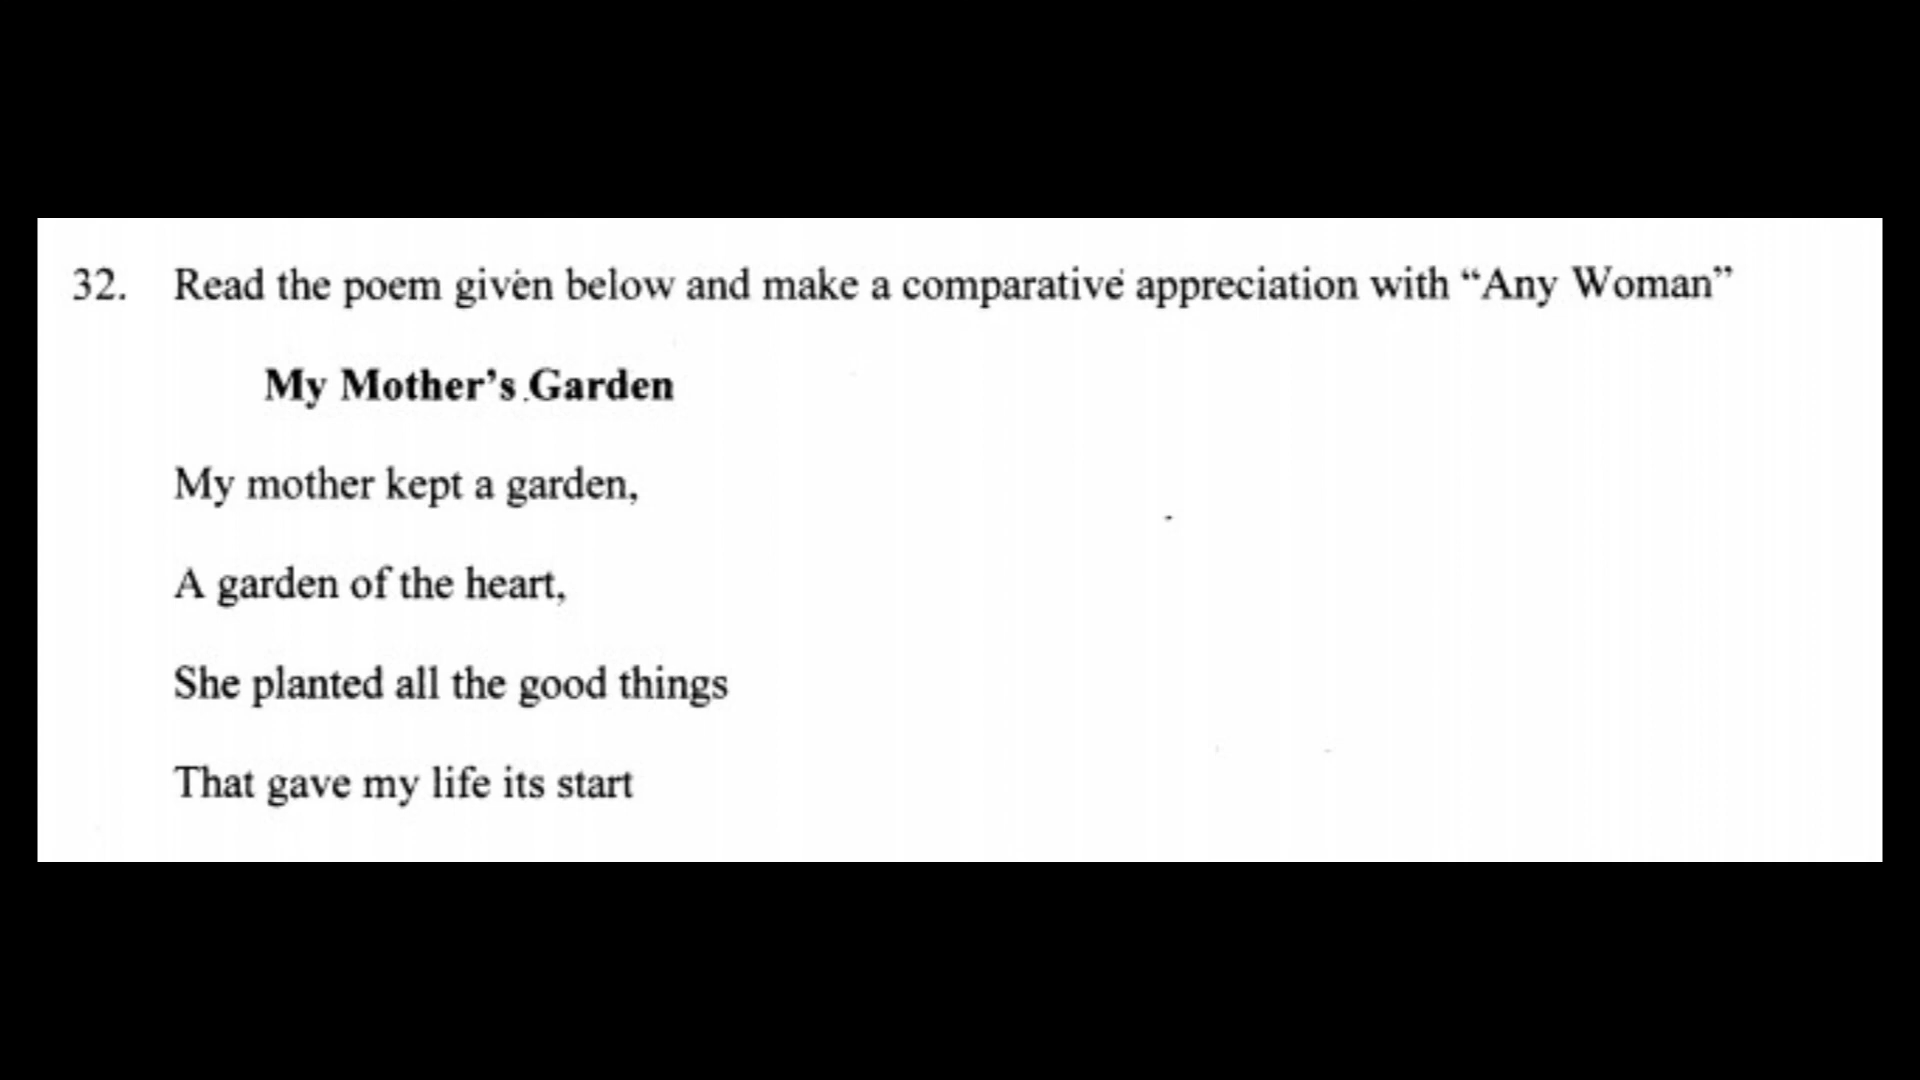 32. Read the poem given below and make a comparative appreciation with “Any Woman”
My Mother’s Garden
My mother kept a garden,
A garden of the heart,
She planted all the good things
That gave my life its start